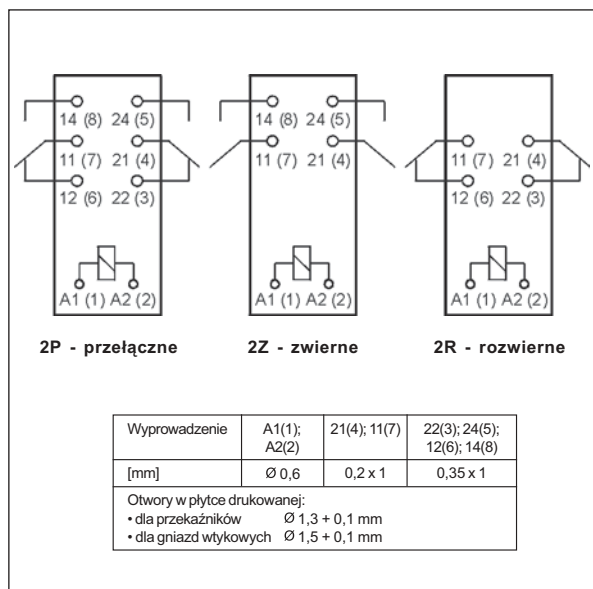 14 (8) 24 (5)
11 (7) 21 (4)
12 (6) 22 (3)
A1 (1) A2 (2)
2P - przełączne
14 (8) 24 (5)
11 (7) 21 (4)
A1 (1) A2 (2)
2Z - zwierne
11 (7) 21 (4)
12 (6) 22 (3)
A1 (1) A2 (2)
2R - rozwierne
Wyprowadzenie A1(1); 21(4); 11(7) 22(3); 24(5);
A2(2) 12(6); 14(8)
[mm] Ø 0,6 0,2 x 1 0,35 x 1
Otwory w płytce drukowanej:
• dla przekaźników Ø 1,3 + 0,1 mm
• dla gniazd wtykowych Ø 1,5 + 0,1 mm